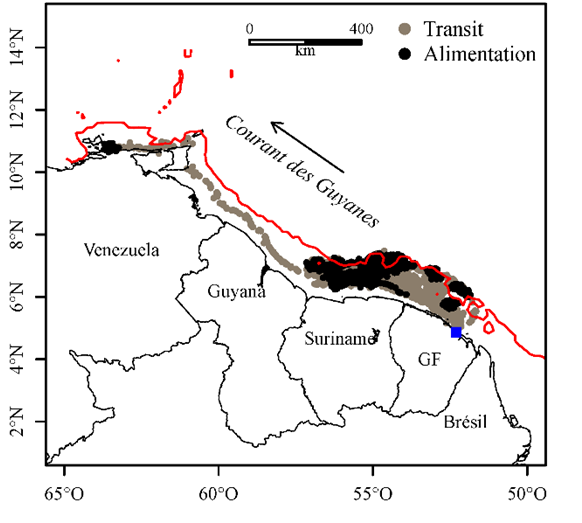 0 400
km
Transit
Alimentation
Courant des Guyanes
Venezuela
Guyana
Suriname
GF
Brésil
14°N
12°N
10°N
8°N
6°N
4°N
2°N
65°O 60°O 55°O 50°O